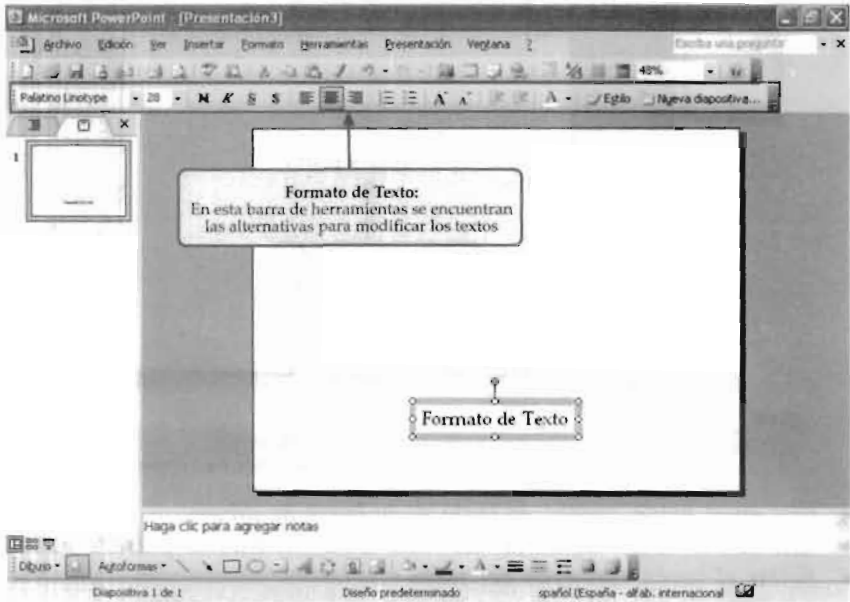 Microsoft PowerPoint - [Presentación3]
Archivo Edición Ver Insertar Formato Herramientas Presentación Ventana ?
Escriba una pregunta
48%
Palatino Linotype 28 N K S S A A A Estilo Nueva diapositiva...
1
Formato de Texto:
En esta barra de herramientas se encuentran
las alternativas para modificar los textos
Formato de Texto
Haga clic para agregar notas
Dibujo Autoformas
Diapositiva 1 de 1 Diseño predeterminado spañol (España - alfab. internacional